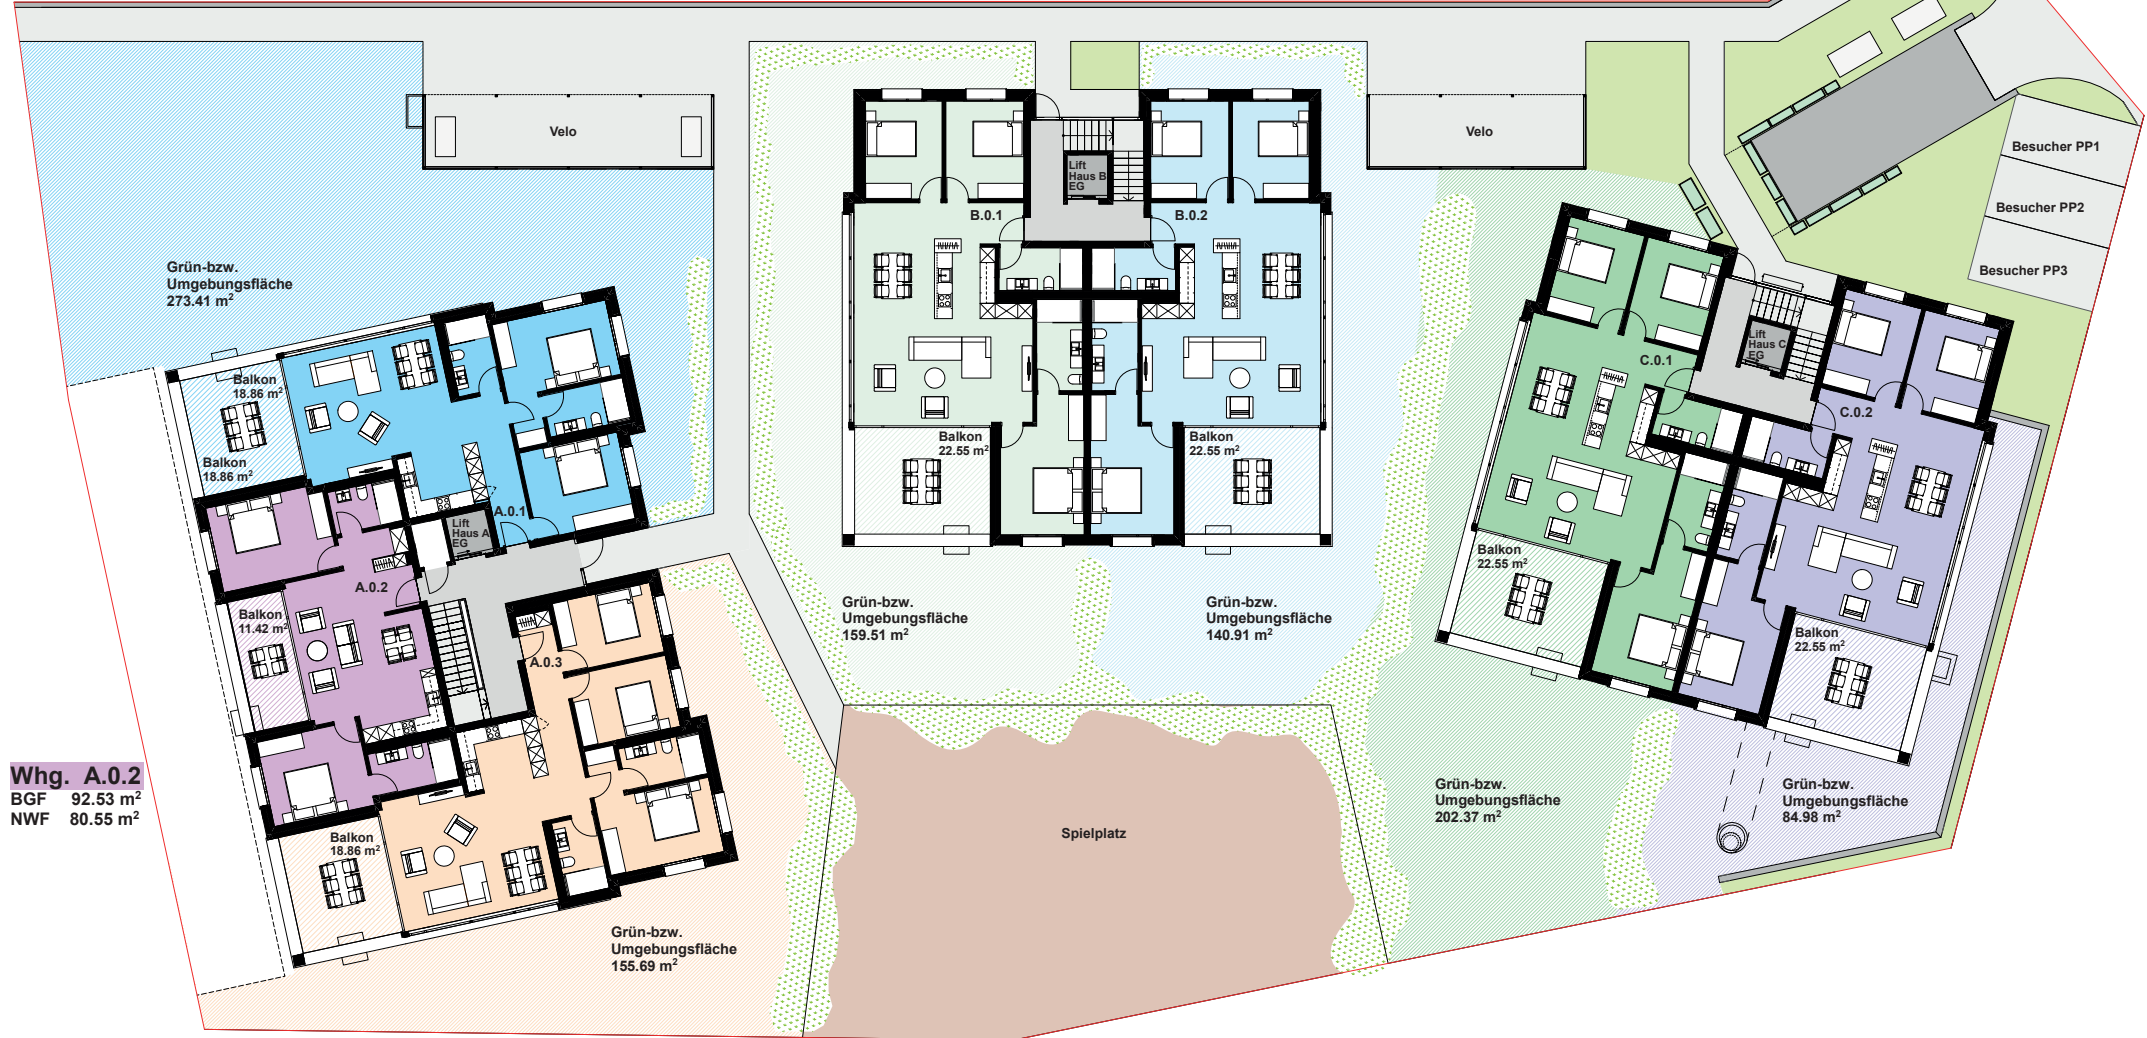 Velo
Velo
Besucher PP1
Besucher PP2
Besucher PP3
Lift
Haus B
EG
B.0.1
B.0.2
Grün-bzw.
Umgebungsfläche
273.41 m²
Balkon
18.86 m²
Balkon
18.86 m²
A.0.1
Lift
Haus A
EG
A.0.2
Balkon
11.42 m²
A.0.3
Balkon
18.86 m²
Whg. A.0.2
BGF 92.53 m²
NWF 80.55 m²
Grün-bzw.
Umgebungsfläche
155.69 m²
Balkon
22.55 m²
Balkon
22.55 m²
Grün-bzw.
Umgebungsfläche
159.51 m²
Grün-bzw.
Umgebungsfläche
140.91 m²
Spielplatz
Lift
Haus C
EG
C.0.1
C.0.2
Balkon
22.55 m²
Balkon
22.55 m²
Grün-bzw.
Umgebungsfläche
202.37 m²
Grün-bzw.
Umgebungsfläche
84.98 m²